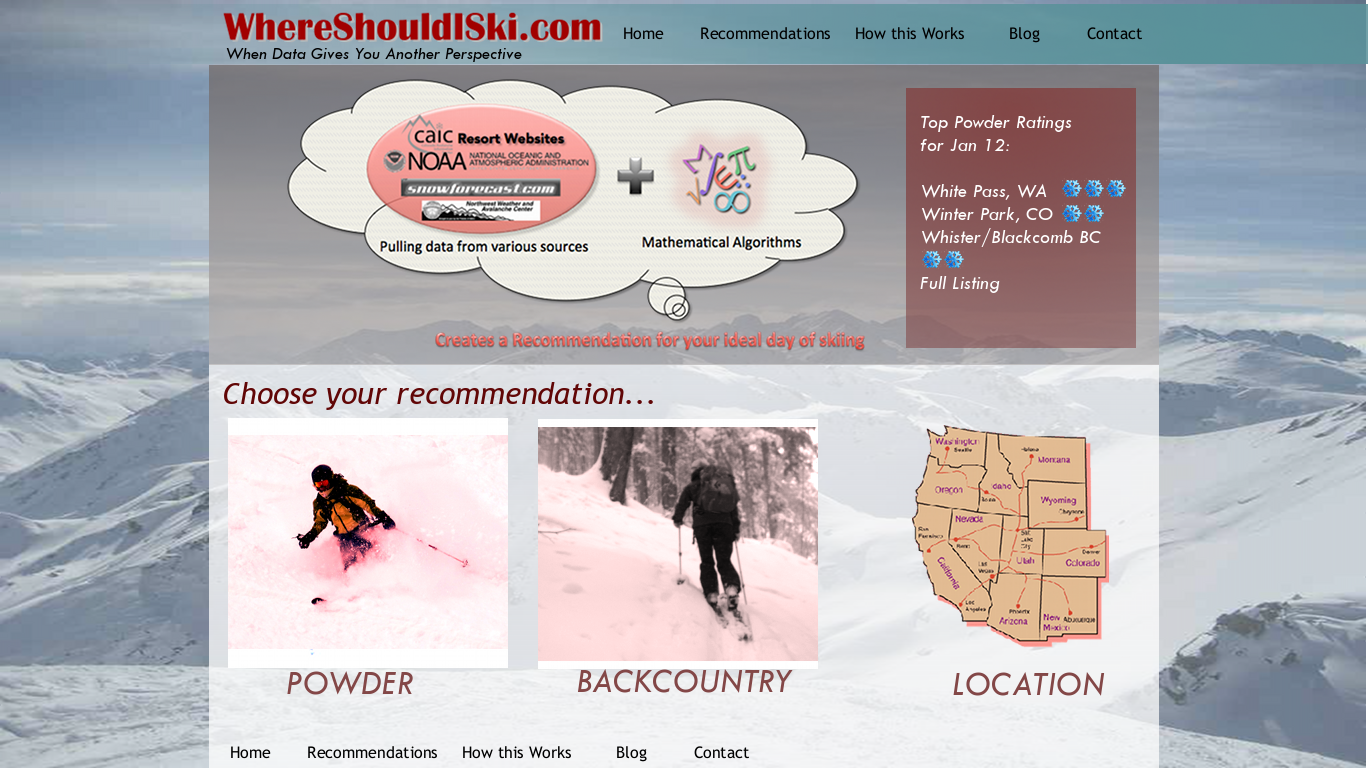 WhereShouldISki.com
When Data Gives You Another Perspective
Home Recommendations How this Works Blog Contact
caic Resort Websites
NOAA NATIONAL OCEANIC AND
ATMOSPHERIC ADMINISTRATION
snowforecast.com
Northwest Weather and
Avalanche Center
Pulling data from various sources
Mathematical Algorithms
Creates a Recommendation for your ideal day of skiing
Top Powder Ratings
for Jan 12:
White Pass, WA
Winter Park, CO
Whister/Blackcomb BC
Full Listing
Choose your recommendation...
Washington
Seattle
Helena
Montana
Oregon
Idaho
Boise
Wyoming
Cheyenne
Nevada
San
Francisco
Reno
Salt
Lake
City
Denver
Utah
Colorado
California
Las
Vegas
Los
Angeles
Phoenix
Arizona
New
Mexico
Albuquerque
POWDER
BACKCOUNTRY
LOCATION
Home Recommendations How this Works Blog Contact